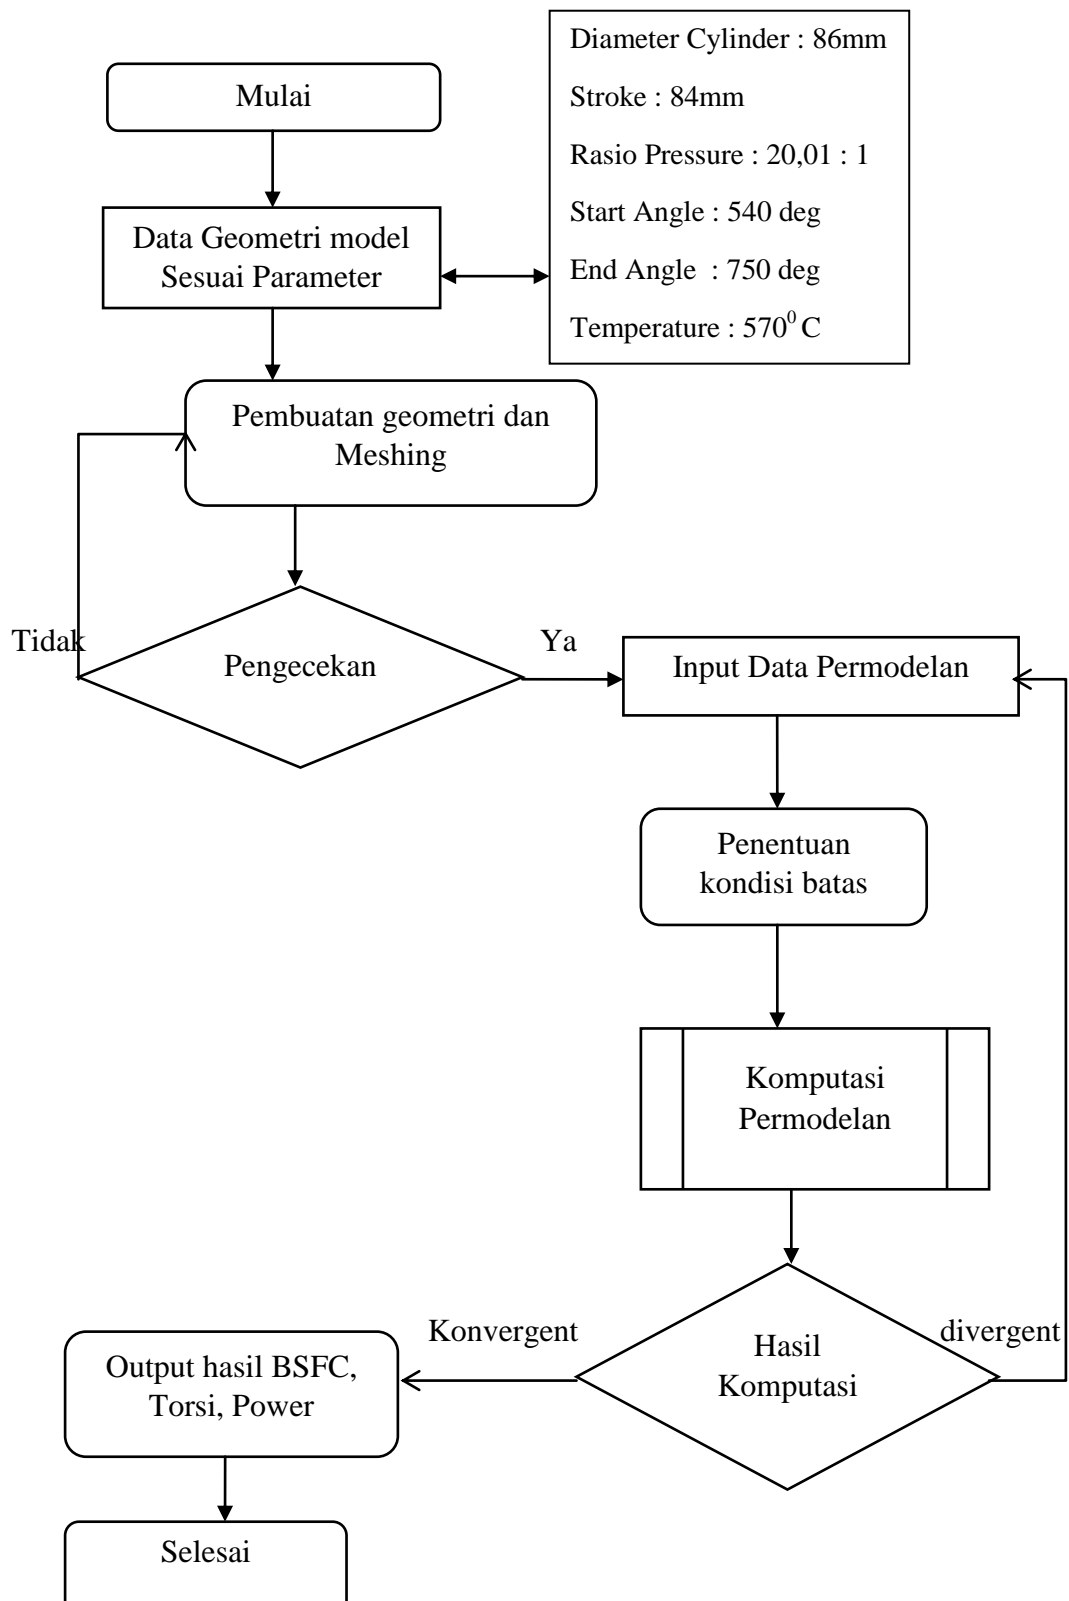 Mulai
Diameter Cylinder : 86mm
Stroke : 84mm
Rasio Pressure : 20,01 : 1
Start Angle : 540 deg
End Angle : 750 deg
Temperature : 570⁰ C
Data Geometri model
Sesuai Parameter
Pembuatan geometri dan
Meshing
Tidak
Pengecekan
Ya
Input Data Permodelan
Penentuan
kondisi batas
Komputasi
Permodelan
Hasil
Komputasi
Konvergent
divergent
Output hasil BSFC,
Torsi, Power
Selesai